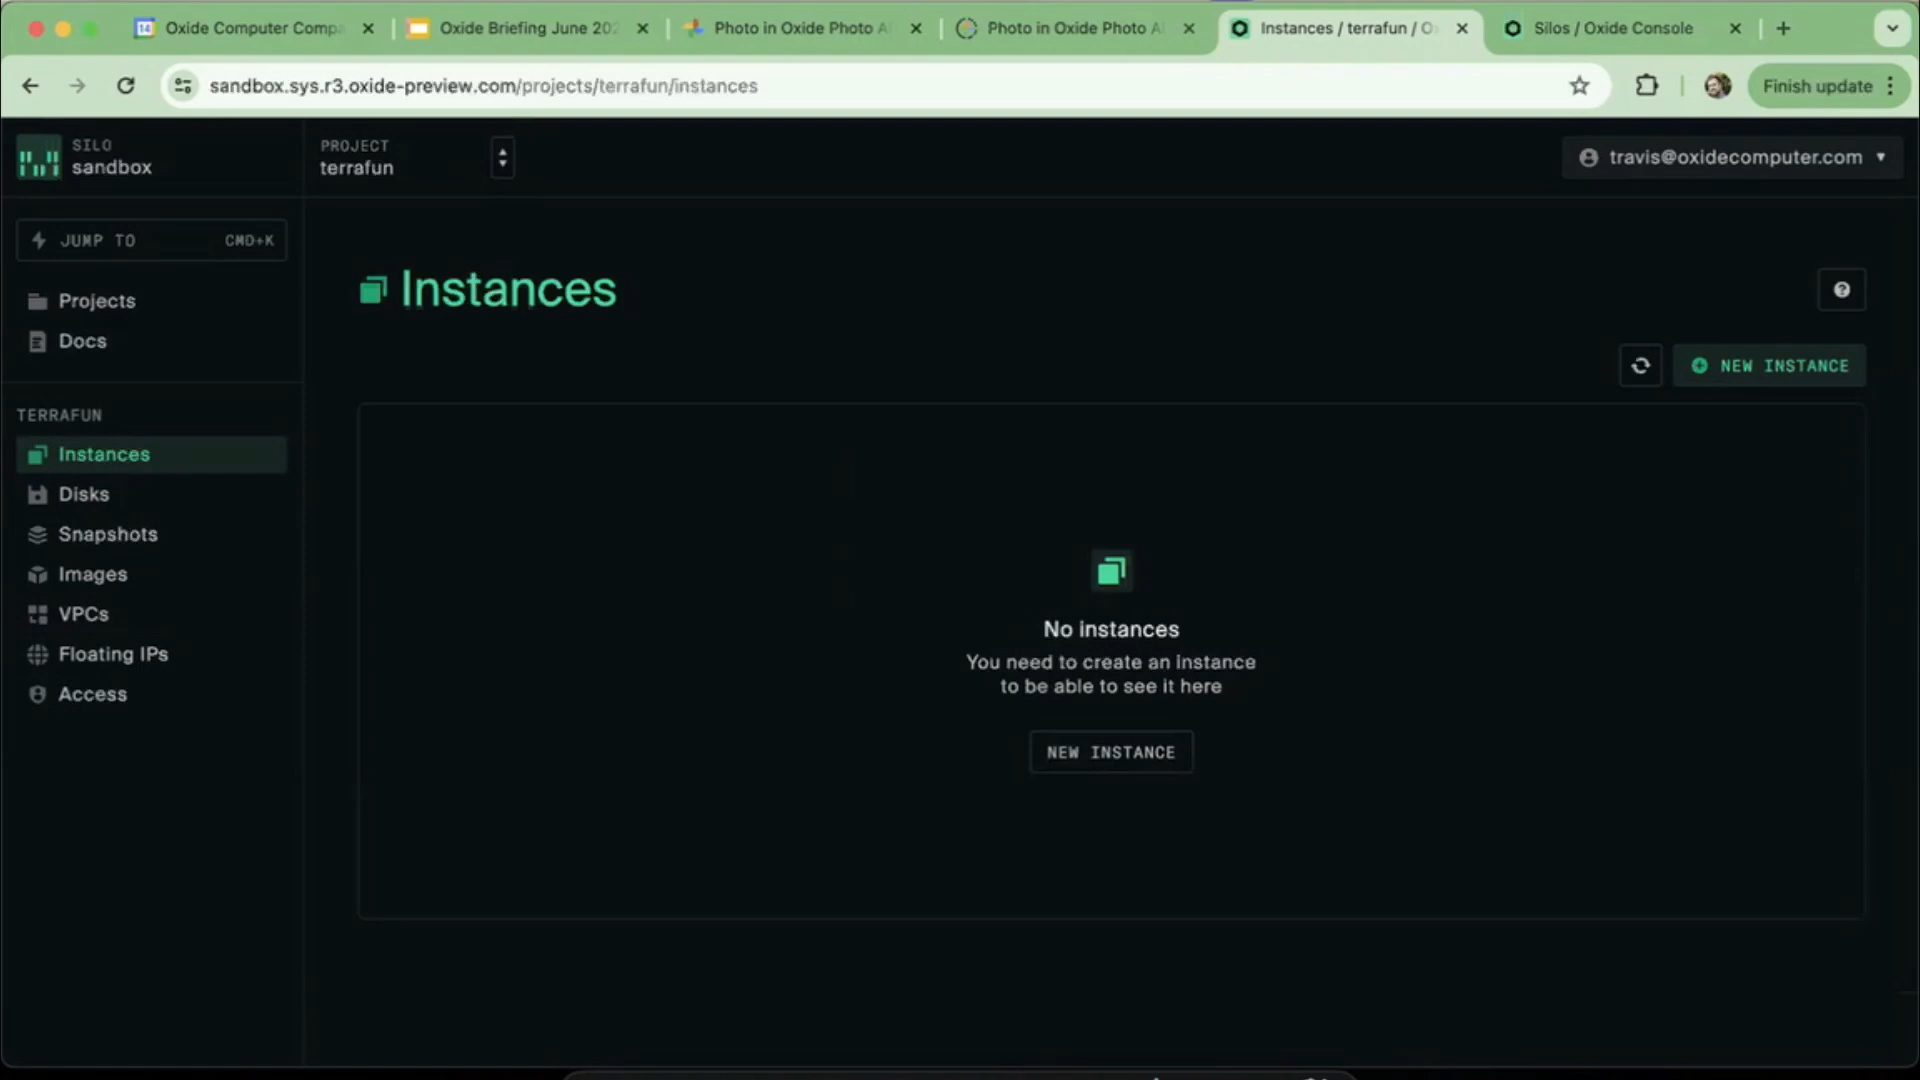 Oxide Computer Comp
Oxide Briefing June 202
Photo in Oxide Photo A
Photo in Oxide Photo A
Instances / terrafun / O
Silos / Oxide Console
sandbox.sys.r3.oxide-preview.com/projects/terrafun/instances
Finish update
SILO
sandbox
PROJECT
terrafun
travis@oxidecomputer.com
JUMP TO CMD+K
Projects
Docs
TERRAFUN
Instances
Disks
Snapshots
Images
VPCs
Floating IPs
Access
Instances
NEW INSTANCE
No instances
You need to create an instance
to be able to see it here
NEW INSTANCE
14